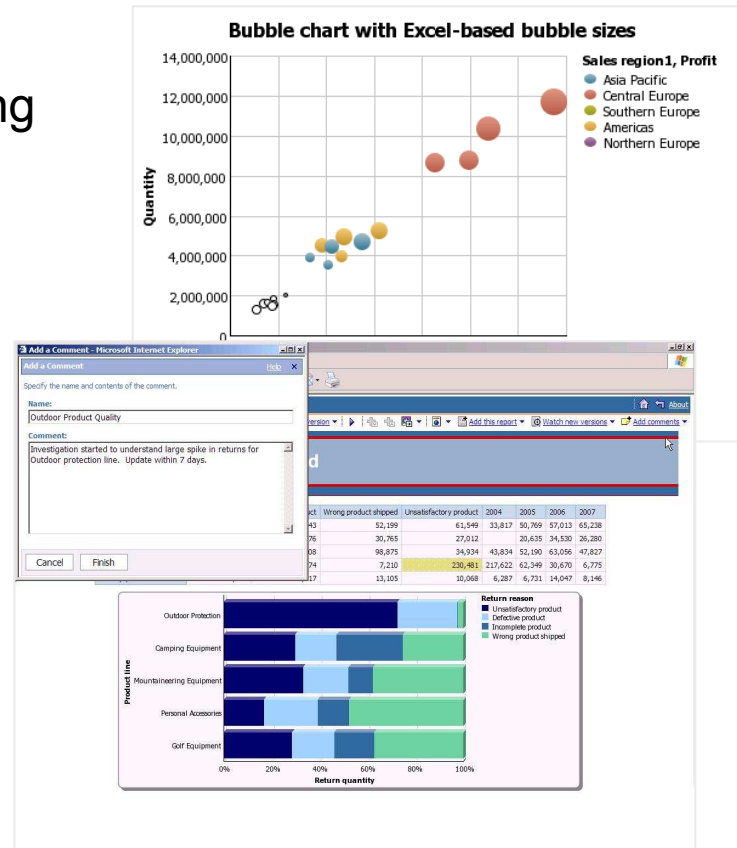 ng
Bubble chart with Excel-based bubble sizes
14,000,000
12,000,000
10,000,000
8,000,000
6,000,000
4,000,000
2,000,000
0
Quantity
Sales region1, Profit
Asia Pacific
Central Europe
Southern Europe
Americas
Northern Europe
Add a Comment - Microsoft Internet Explorer
Add a Comment Help
Specify the name and contents of the comment.
Name:
Outdoor Product Quality
Comment:
Investigation started to understand large spike in returns for
Outdoor protection line. Update within 7 days.
Cancel Finish
About
ersion Add this report Watch new versions Add comments
d
uct Wrong product shipped Unsatisfactory product 2004 2005 2006 2007
43 52,199 61,549 33,817 50,769 57,013 65,238
76 30,765 27,012 20,635 34,530 26,280
08 98,875 34,934 43,834 52,190 63,056 47,827
74 7,210 230,481 217,622 62,349 30,670 6,775
17 13,105 10,068 6,287 6,731 14,047 8,146
Return reason
Unsatisfactory product
Defective product
Incomplete product
Wrong product shipped
Product line
Outdoor Protection
Camping Equipment
Mountaineering Equipment
Personal Accessories
Golf Equipment
0% 20% 40% 60% 80% 100%
Return quantity